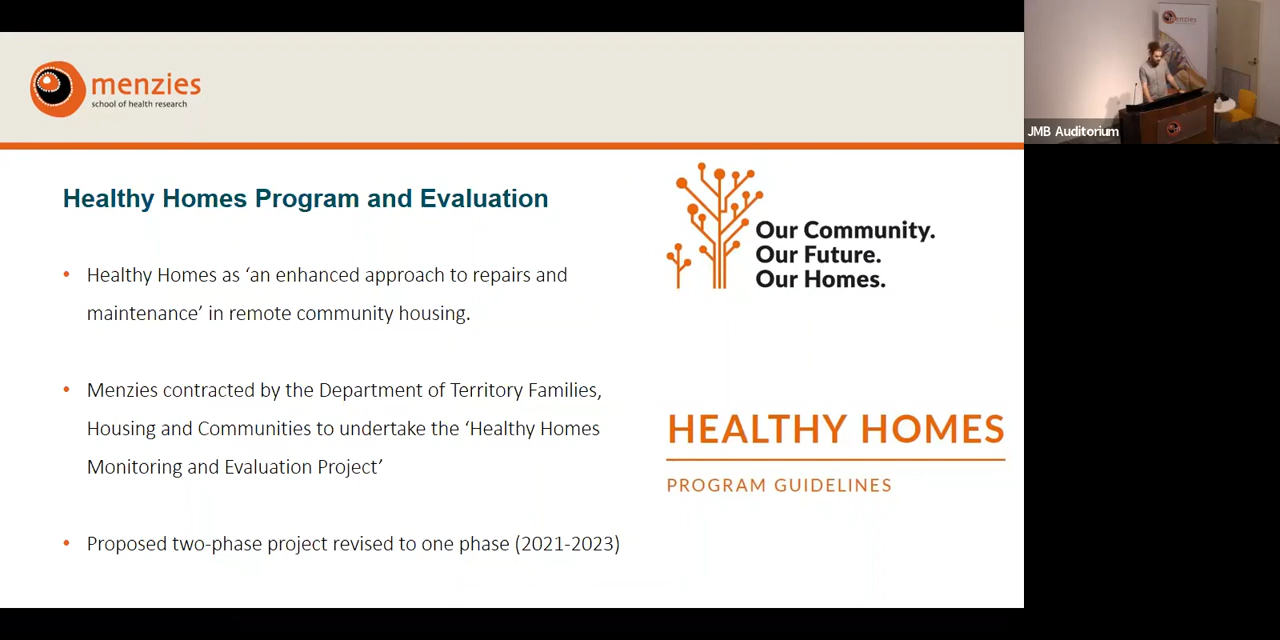 menzies
school of health research
menzies
JMB Auditorium
Healthy Homes Program and Evaluation
Our Community.
Our Future.
Our Homes.
• Healthy Homes as ‘an enhanced approach to repairs and
maintenance’ in remote community housing.
• Menzies contracted by the Department of Territory Families,
Housing and Communities to undertake the ‘Healthy Homes
Monitoring and Evaluation Project’
HEALTHY HOMES
PROGRAM GUIDELINES
• Proposed two-phase project revised to one phase (2021-2023)